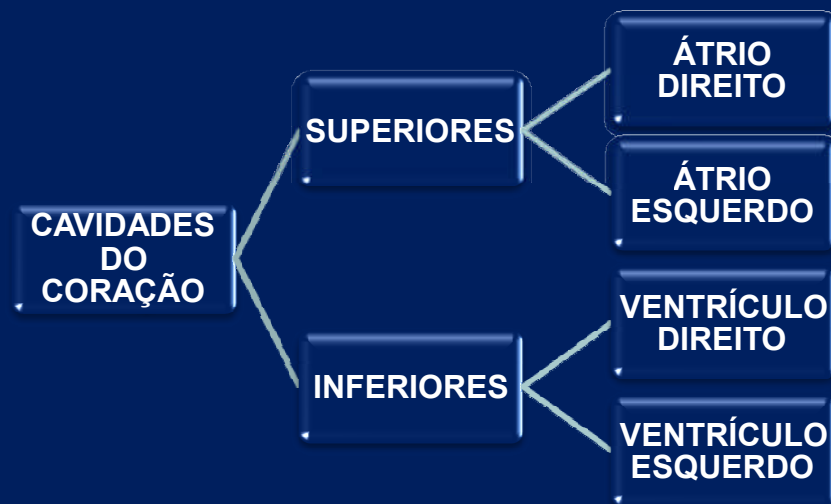 CAVIDADES
DO
CORAÇÃO
SUPERIORES
ÁTRIO
DIREITO
ÁTRIO
ESQUERDO
INFERIORES
VENTRÍCULO
DIREITO
VENTRÍCULO
ESQUERDO